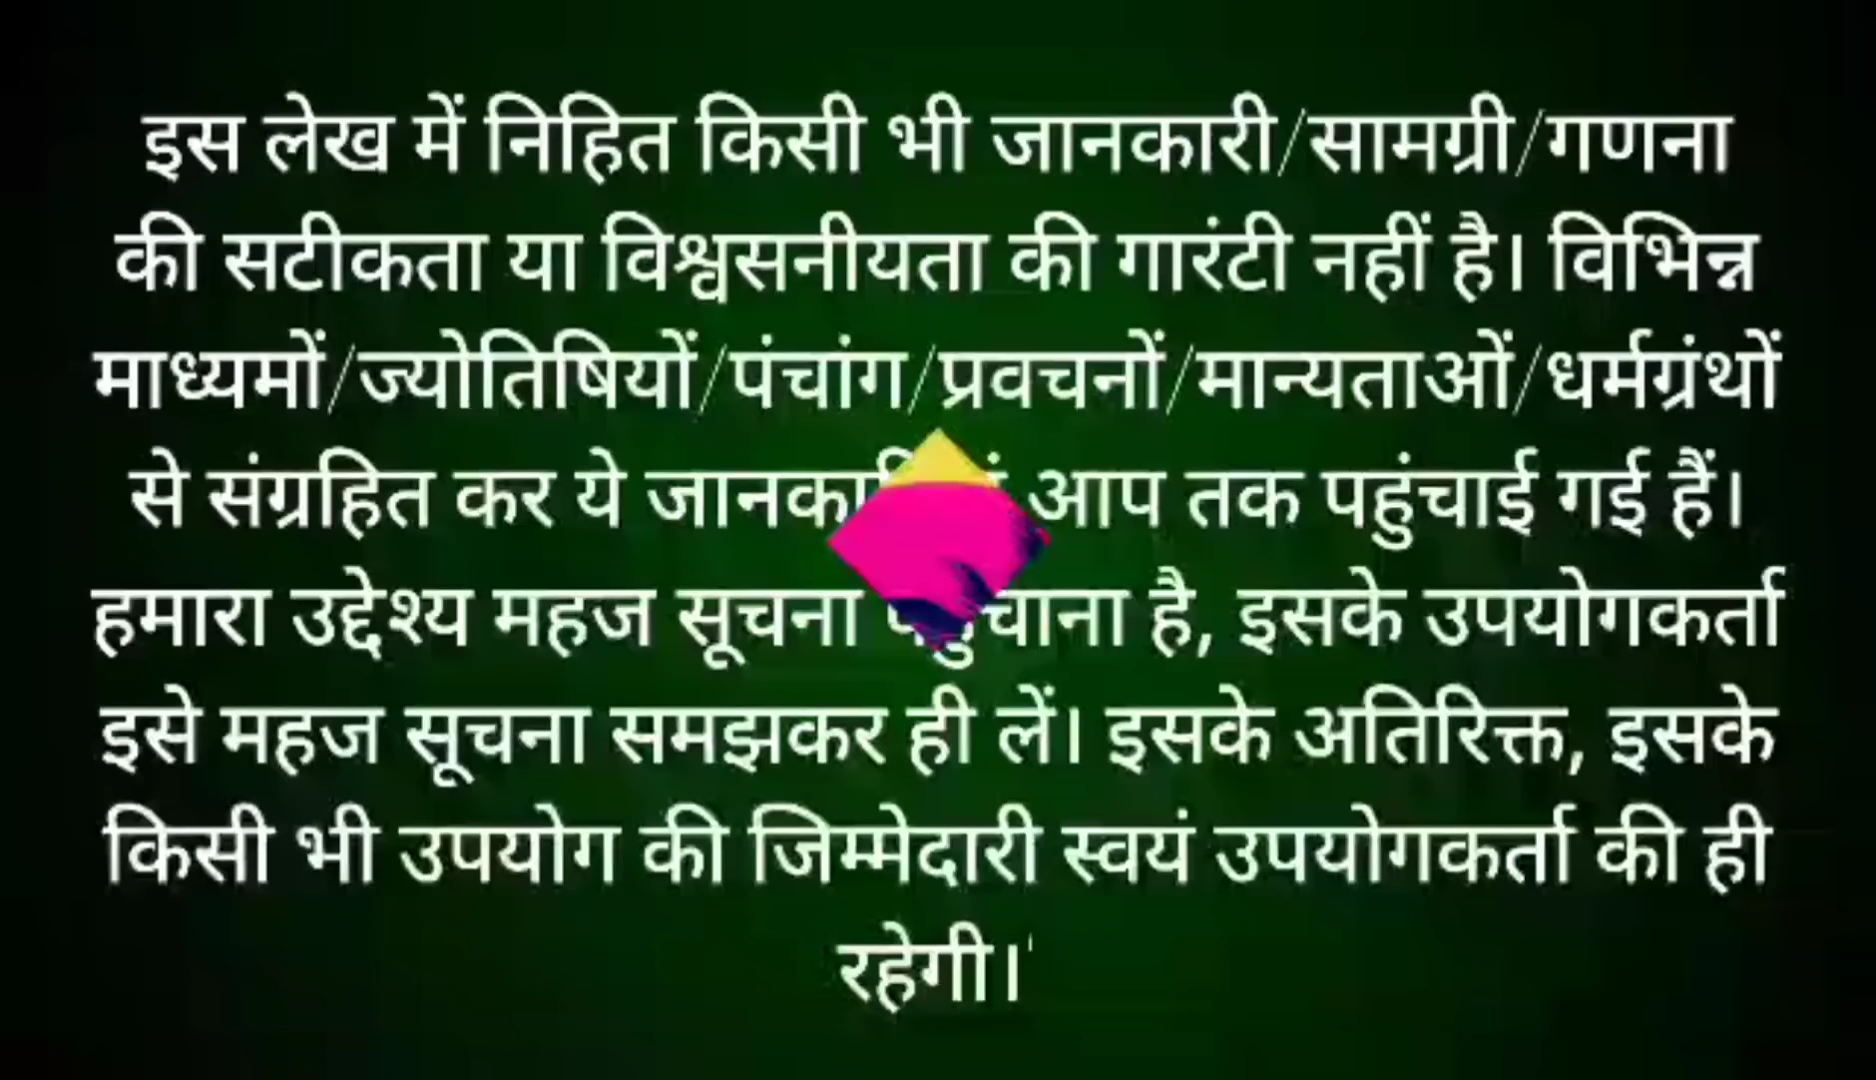 इस लेख में निहित किसी भी जानकारी/सामग्री/गणना
की सटीकता या विश्वसनीयता की गारंटी नहीं है। विभिन्न
माध्यमों/ज्योतिषियों/पंचांग/प्रवचनों/मान्यताओं/धर्मग्रंथों
से संग्रहित कर ये आप तक पहुंचाई गई हैं।
हमारा उद्देश्य महज सूचना है, इसके उपयोगकर्ता
इसे महज सूचना समझकर ही लें। इसके अतिरिक्त, इसके
किसी भी उपयोग की जिम्मेदारी स्वयं उपयोगकर्ता की ही
रहेगी।'